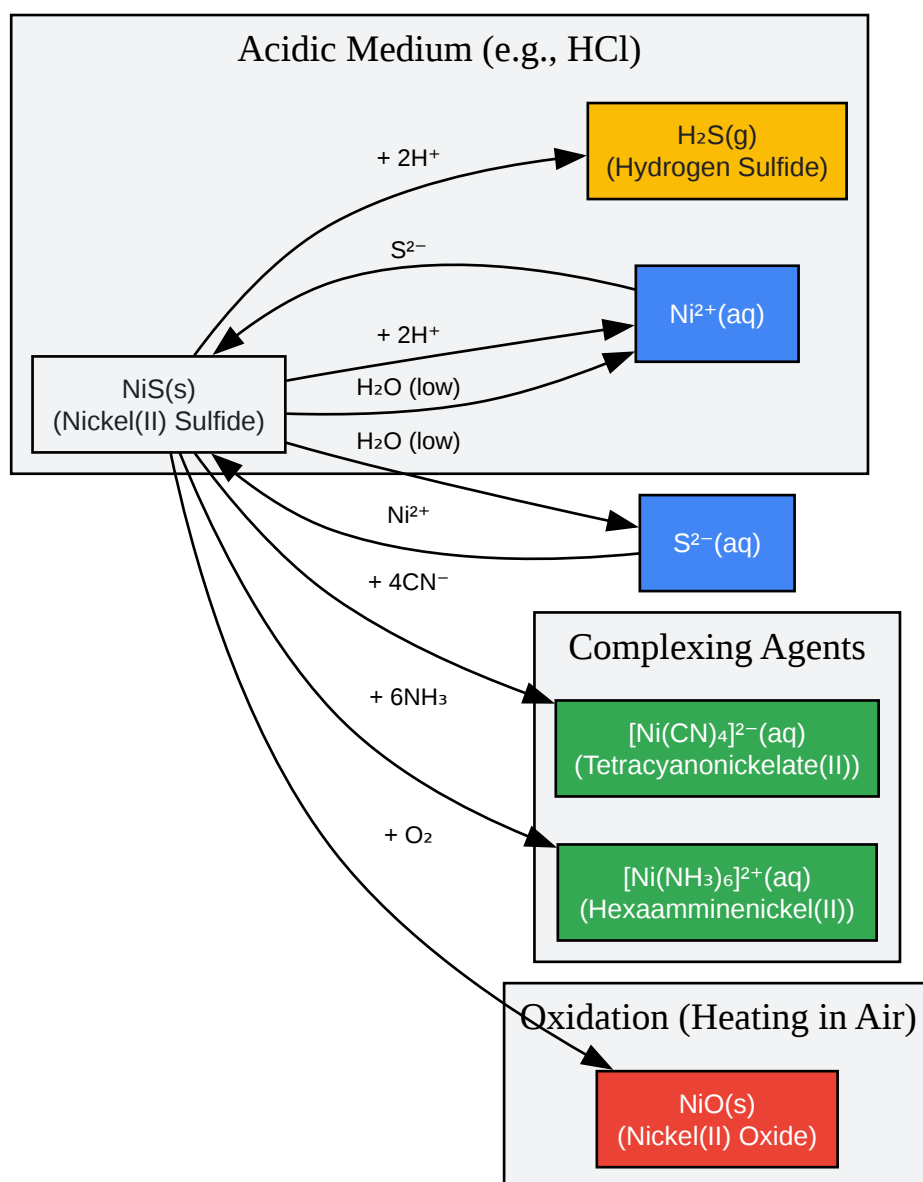 Acidic Medium (e.g., HCl)
H₂S(g)
(Hydrogen Sulfide)
+ 2H⁺
S²⁻
Ni²⁺(aq)
+ 2H⁺
NiS(s)
(Nickel(II) Sulfide)
H₂O (low)
H₂O (low)
Ni²⁺
S²⁻(aq)
+ 4CN⁻
Complexing Agents
+ 6NH₃
[Ni(CN)₄]²⁻(aq)
(Tetracyanonickelate(II))
+ O₂
[Ni(NH₃)₆]²⁺(aq)
(Hexaamminenickel(II))
Oxidation (Heating in Air)
NiO(s)
(Nickel(II) Oxide)